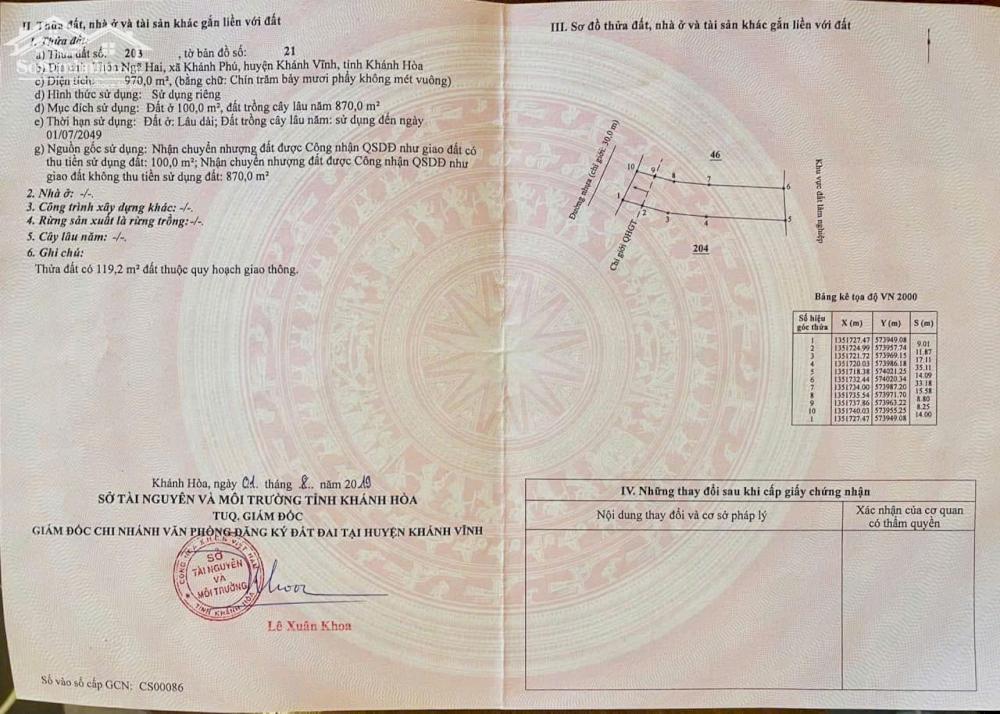 II. Thửa đất, nhà ở và tài sản khác gắn liền với đất
1. Thửa đất:
a) Thửa đất số: 203 , tờ bản đồ số: 21
b) Địa chỉ: Thôn Ngã Hai, xã Khánh Phú, huyện Khánh Vĩnh, tỉnh Khánh Hòa
c) Diện tích: 970,0 m², (bằng chữ: Chín trăm bảy mươi phẩy không mét vuông)
d) Hình thức sử dụng: Sử dụng riêng
đ) Mục đích sử dụng: Đất ở 100,0 m², đất trồng cây lâu năm 870,0 m²
e) Thời hạn sử dụng: Đất ở: Lâu dài; Đất trồng cây lâu năm: sử dụng đến ngày
01/07/2049
g) Nguồn gốc sử dụng: Nhận chuyển nhượng đất được Công nhận QSDĐ như giao đất có
thu tiền sử dụng đất: 100,0 m²; Nhận chuyển nhượng đất được Công nhận QSDĐ như
giao đất không thu tiền sử dụng đất: 870,0 m²
2. Nhà ở: -/-.
3. Công trình xây dựng khác: -/-.
4. Rừng sản xuất là rừng trồng:-/-.
5. Cây lâu năm: -/-.
6. Ghi chú:
Thửa đất có 119,2 m² đất thuộc quy hoạch giao thông.
Khánh Hòa, ngày 01 tháng 8.. năm 2019
SỞ TÀI NGUYÊN VÀ MÔI TRƯỜNG TỈNH KHÁNH HÒA
TUQ. GIÁM ĐỐC
GIÁM ĐỐC CHI NHÁNH VĂN PHÒNG ĐĂNG KÝ ĐẤT ĐAI TẠI HUYỆN KHÁNH VĨNH
SỞ
TÀI NGUYÊN
VÀ
MÔI TRƯỜNG
TỈNH KHÁNH HÒA
Khoa
Lê Xuân Khoa
Số vào sổ cấp GCN: CS00086
III. Sơ đồ thửa đất, nhà ở và tài sản khác gắn liền với đất
Đường nhựa (chỉ giới: 30,0 m)
Chỉ giới QHGT
46
10 9 8 7 6
1 2 3 4 5
204
Khu vực đất lâm nghiệp
Bảng kê tọa độ VN 2000
Số hiệu góc thửa X (m) Y (m) S (m)
1 1351727.47 573949.08
9.01
2 1351724.99 573957.74
11.87
3 1351721.72 573969.15
17.11
4 1351720.03 573986.18
35.11
5 1351718.38 574021.25
14.09
6 1351732.44 574020.34
33.18
7 1351734.00 573987.20
15.58
8 1351735.54 573971.70
8.80
9 1351737.86 573963.22
8.25
10 1351740.03 573955.25
14.00
1 1351727.47 573949.08
IV. Những thay đổi sau khi cấp giấy chứng nhận
Nội dung thay đổi và cơ sở pháp lý
Xác nhận của cơ quan
có thẩm quyền